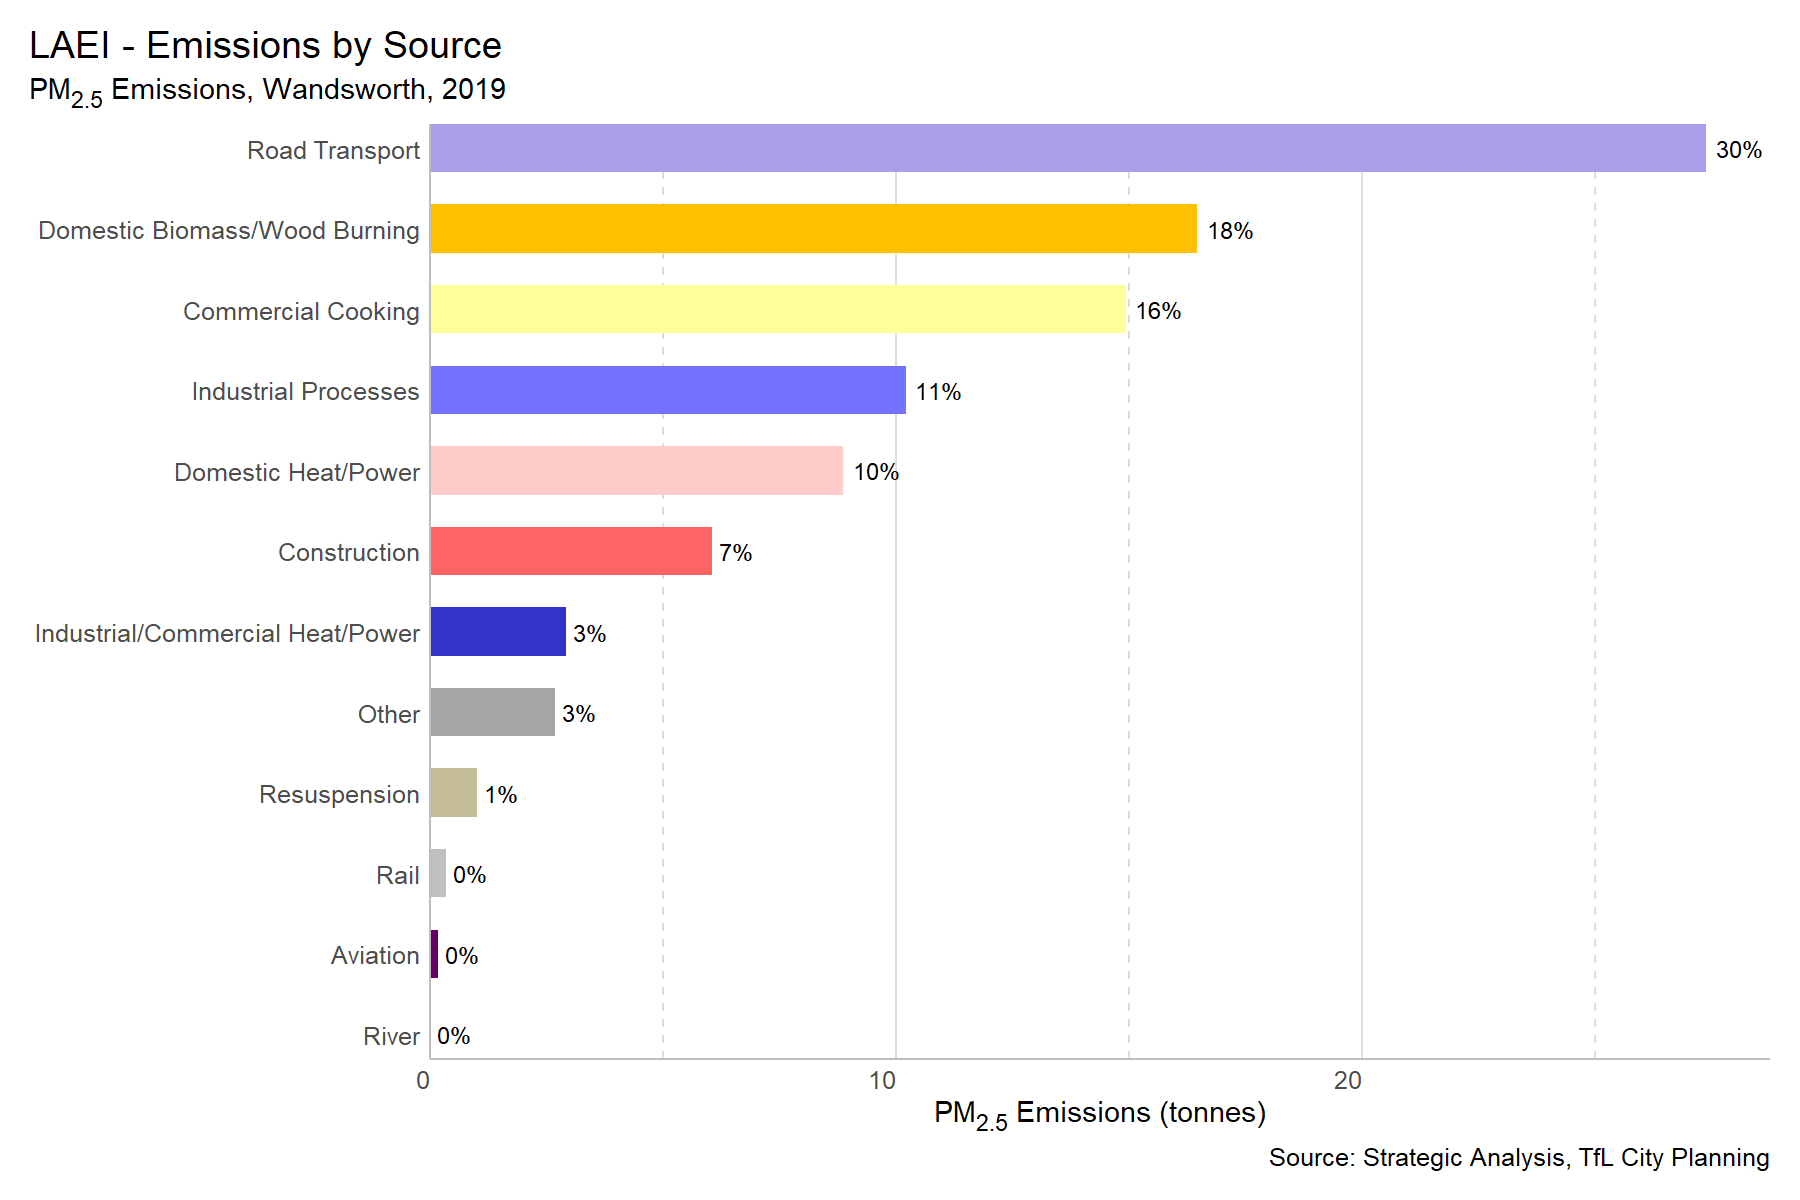 LAEI - Emissions by Source
PM2.5 Emissions, Wandsworth, 2019
Road Transport 30%
Domestic Biomass/Wood Burning 18%
Commercial Cooking 16%
Industrial Processes 11%
Domestic Heat/Power 10%
Construction 7%
Industrial/Commercial Heat/Power 3%
Other 3%
Resuspension 1%
Rail 0%
Aviation 0%
River 0%
0 10 20
PM2.5 Emissions (tonnes)
Source: Strategic Analysis, TfL City Planning